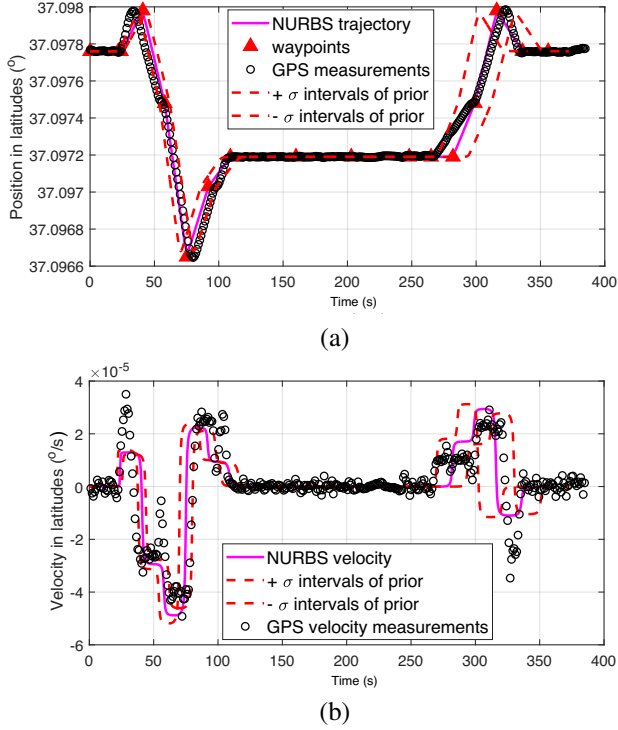 37.098
37.0978
37.0976
37.0974
37.0972
37.097
37.0968
37.0966
Position in latitudes (⁰)
NURBS trajectory
waypoints
GPS measurements
+ σ intervals of prior
- σ intervals of prior
0 50 100 150 200 250 300 350 400
Time (s)
(a)
×10⁻⁵
4
2
0
-2
-4
-6
Velocity in latitudes (⁰/s)
NURBS velocity
+ σ intervals of prior
- σ intervals of prior
GPS velocity measurements
0 50 100 150 200 250 300 350 400
Time (s)
(b)